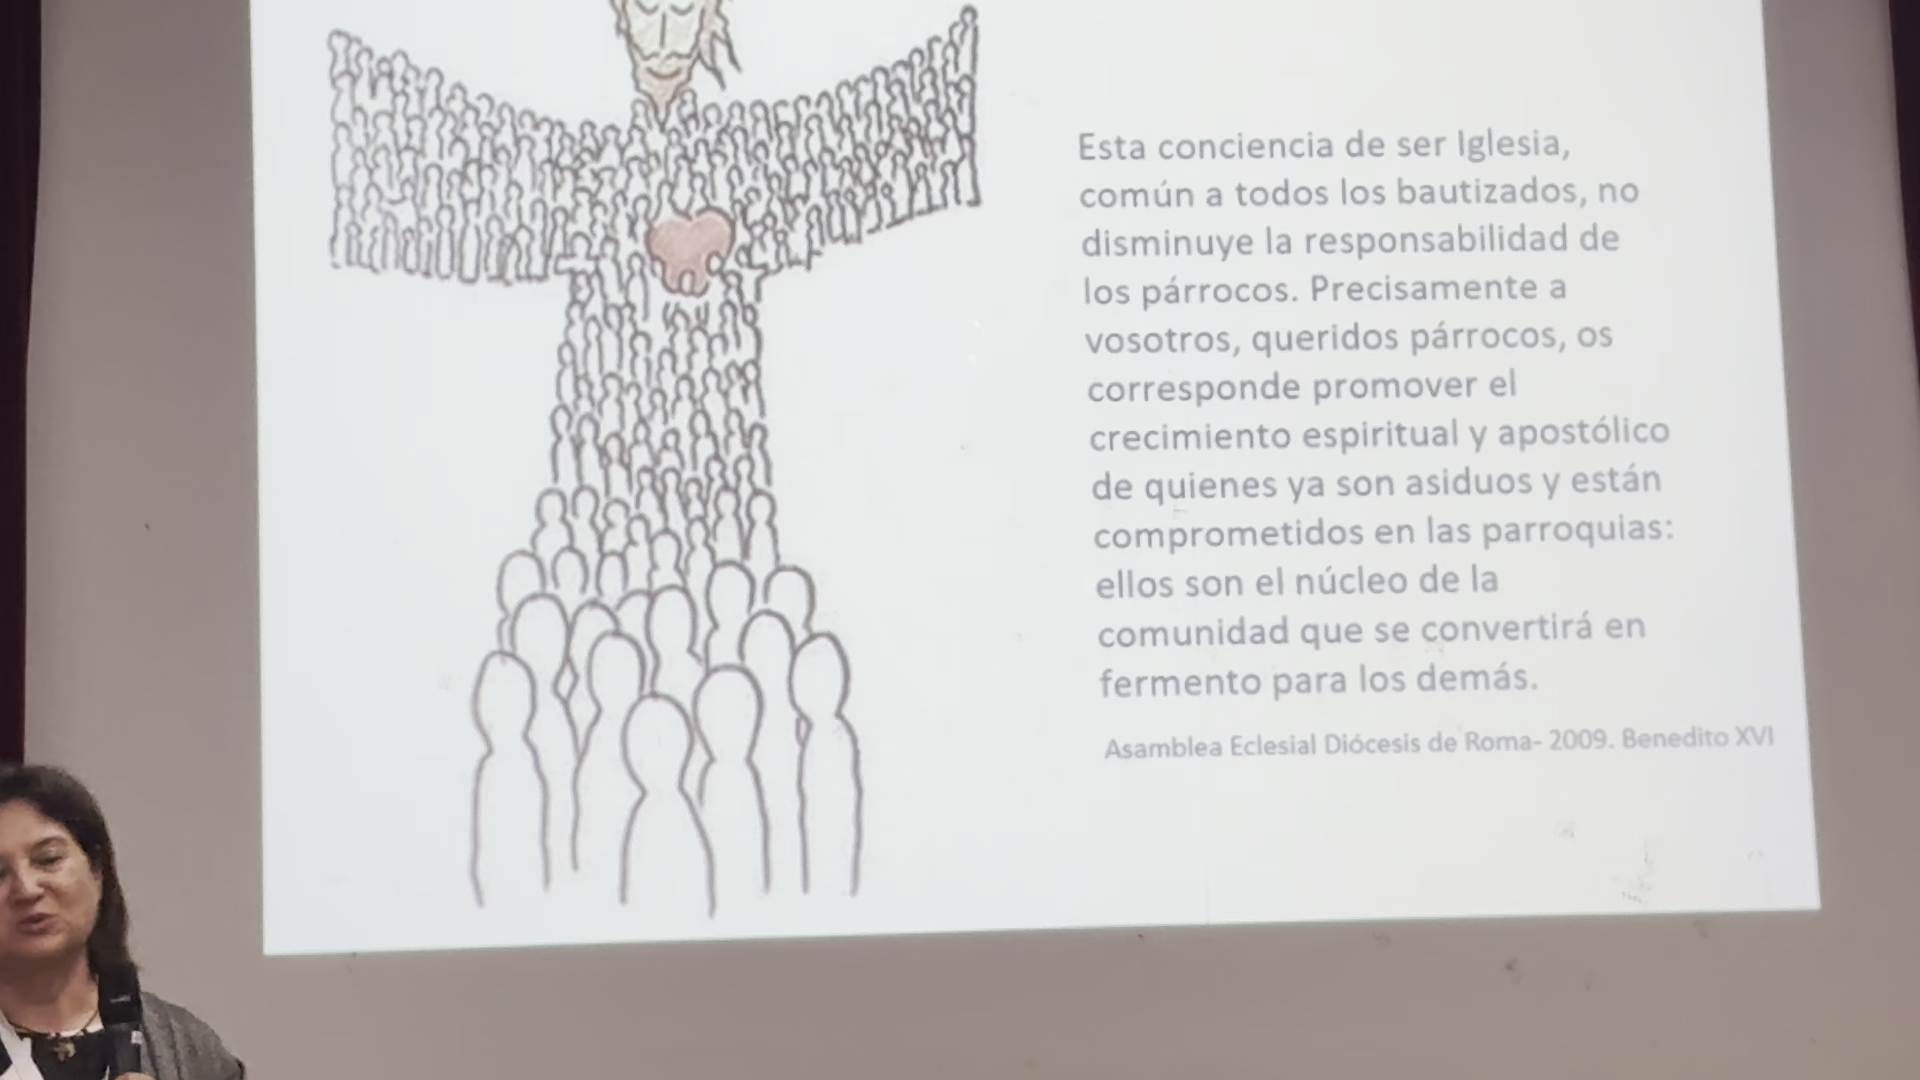 Esta conciencia de ser Iglesia,
común a todos los bautizados, no
disminuye la responsabilidad de
los párrocos. Precisamente a
vosotros, queridos párrocos, os
corresponde promover el
crecimiento espiritual y apostólico
de quienes ya son asiduos y están
comprometidos en las parroquias:
ellos son el núcleo de la
comunidad que se convertirá en
fermento para los demás.
Asamblea Eclesial Diócesis de Roma- 2009. Benedito XVI